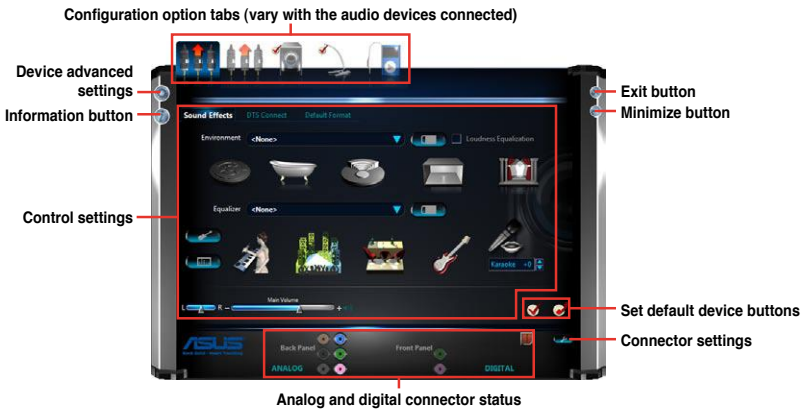 Configuration option tabs (vary with the audio devices connected)
Device advanced
settings
Information button
Exit button
Minimize button
Sound Effects DTS Connect Default Format
Environment <None> Loudness Equalization
Control settings
Equalizer <None>
Karaoke +0
Main Volume
L R - +
Set default device buttons
Connector settings
ASUS
Back Panel Front Panel
ANALOG DIGITAL
Analog and digital connector status